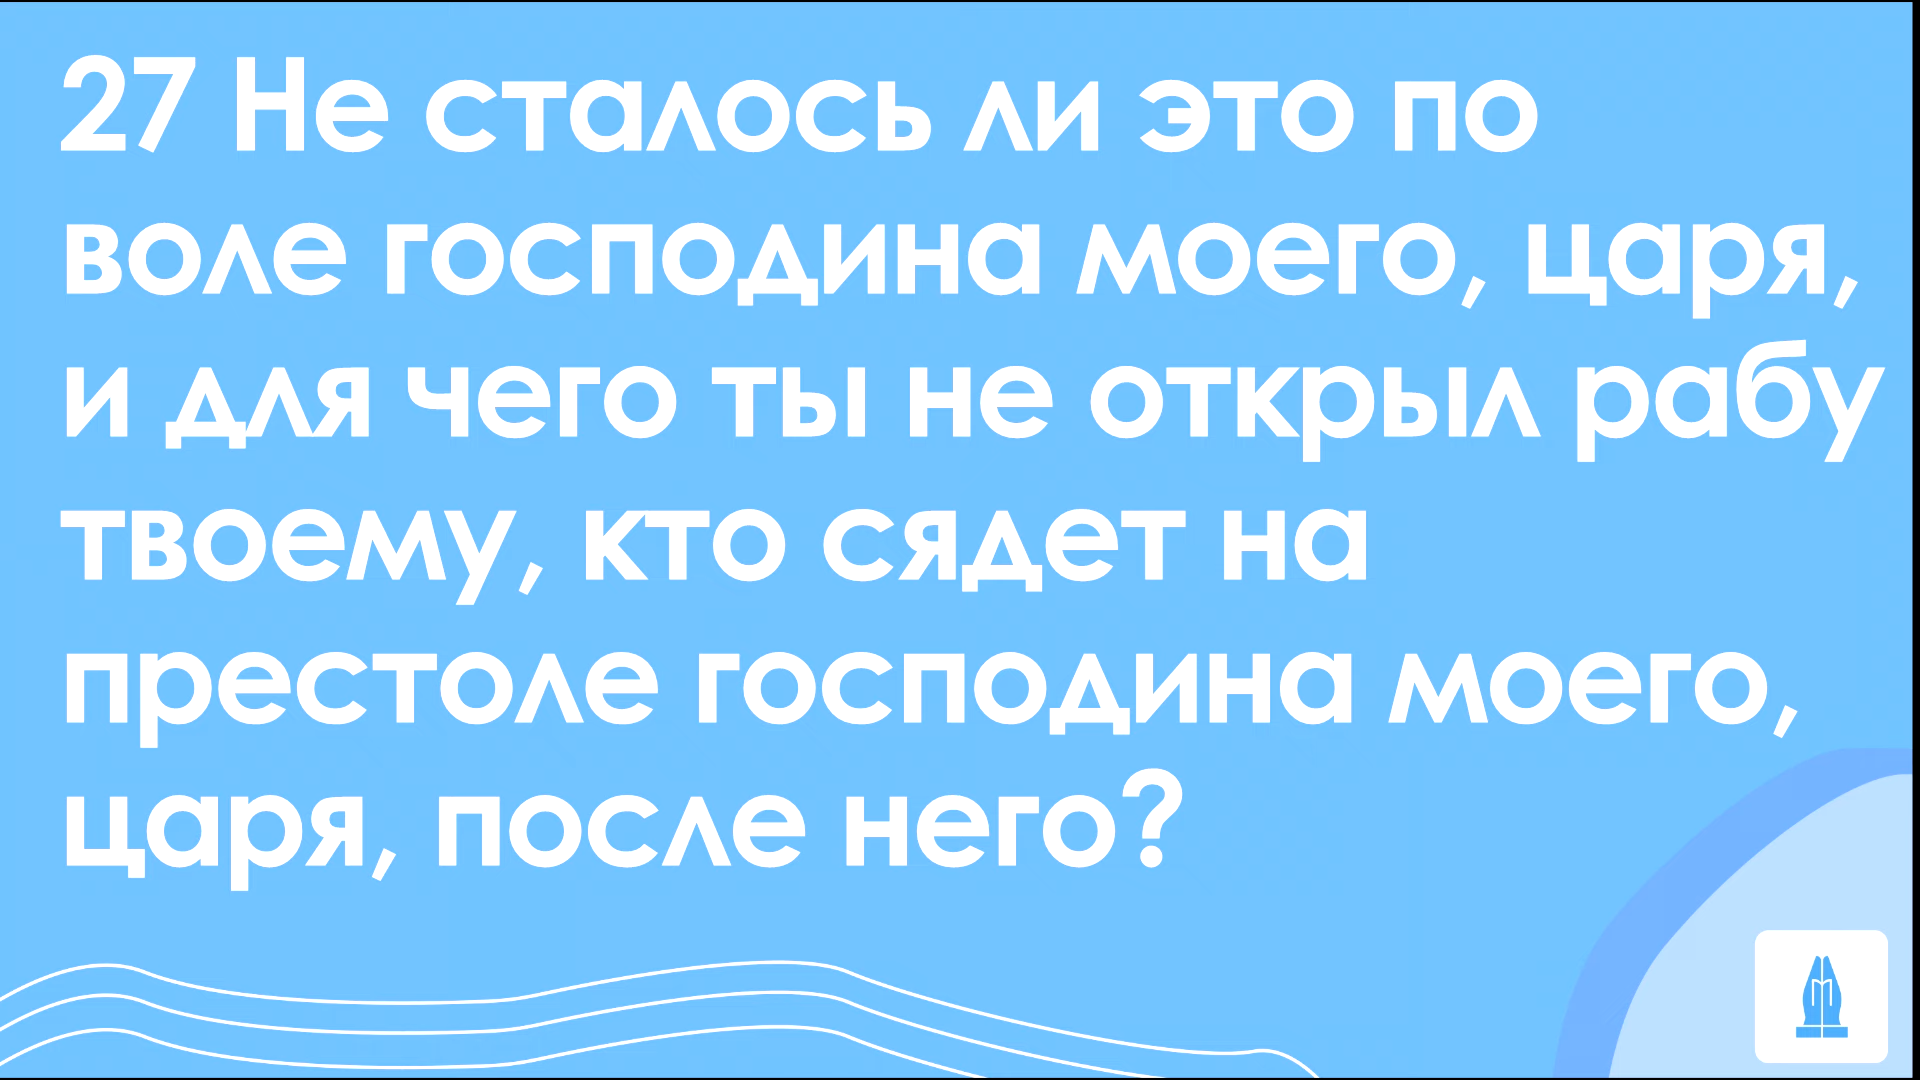 27 Не сталось ли это по
воле господина моего, царя,
и для чего ты не открыл рабу
твоему, кто сядет на
престоле господина моего,
царя, после него?